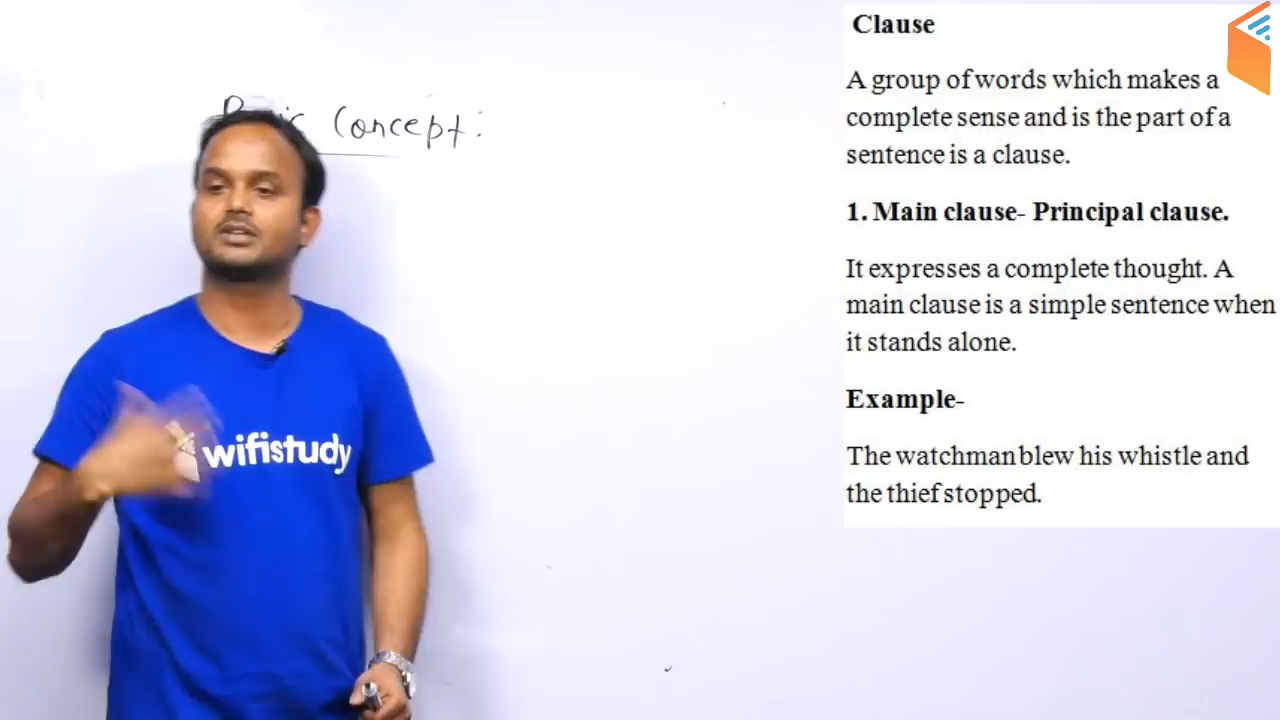 Concept:
wifistudy
Clause
A group of words which makes a
complete sense and is the part of a
sentence is a clause.
1. Main clause- Principal clause.
It expresses a complete thought. A
main clause is a simple sentence when
it stands alone.
Example-
The watchman blew his whistle and
the thief stopped.